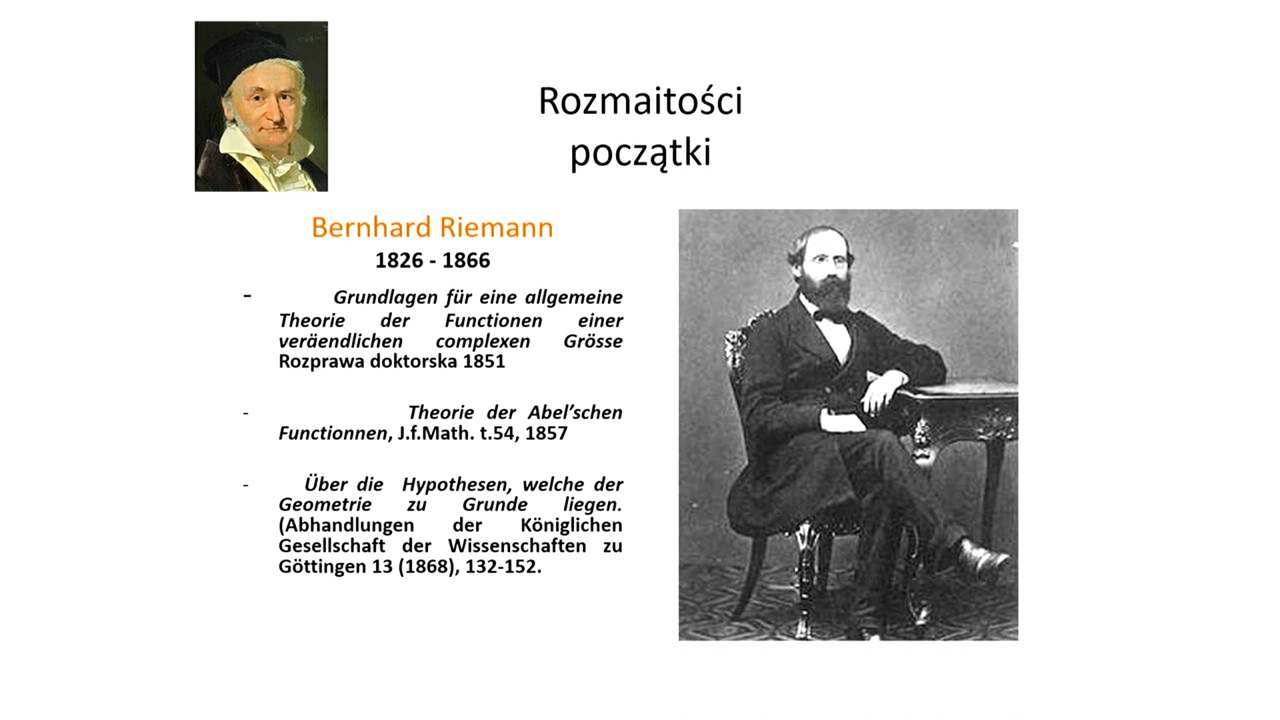 Rozmaitości
początki
Bernhard Riemann
1826 - 1866
- Grundlagen für eine allgemeine
Theorie der Functionen einer
veräendlichen complexen Grösse
Rozprawa doktorska 1851
- Theorie der Abel’schen
Functionnen, J.f.Math. t.54, 1857
- Über die Hypothesen, welche der
Geometrie zu Grunde liegen.
(Abhandlungen der Königlichen
Gesellschaft der Wissenschaften zu
Göttingen 13 (1868), 132-152.